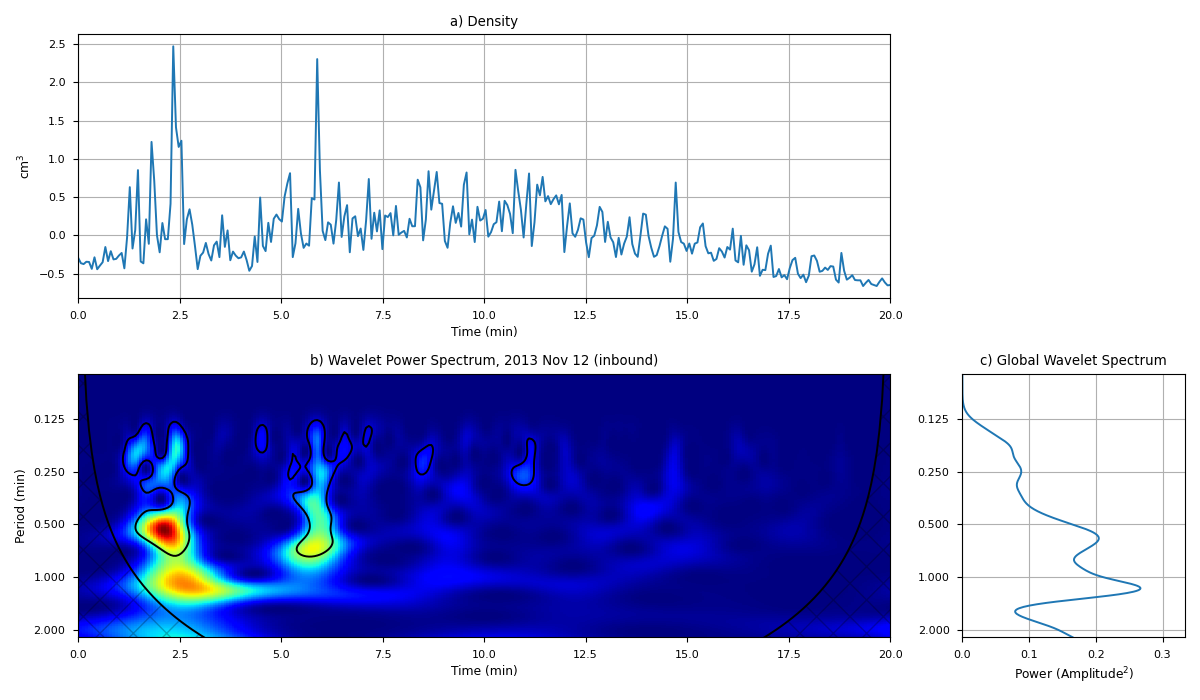 a) Density
2.5
2.0
1.5
1.0
0.5
0.0
−0.5
cm³
0.0 2.5 5.0 7.5 10.0 12.5 15.0 17.5 20.0
Time (min)
b) Wavelet Power Spectrum, 2013 Nov 12 (inbound)
0.125
0.250
0.500
1.000
2.000
Period (min)
0.0 2.5 5.0 7.5 10.0 12.5 15.0 17.5 20.0
Time (min)
c) Global Wavelet Spectrum
0.125
0.250
0.500
1.000
2.000
0.0 0.1 0.2 0.3
Power (Amplitude²)